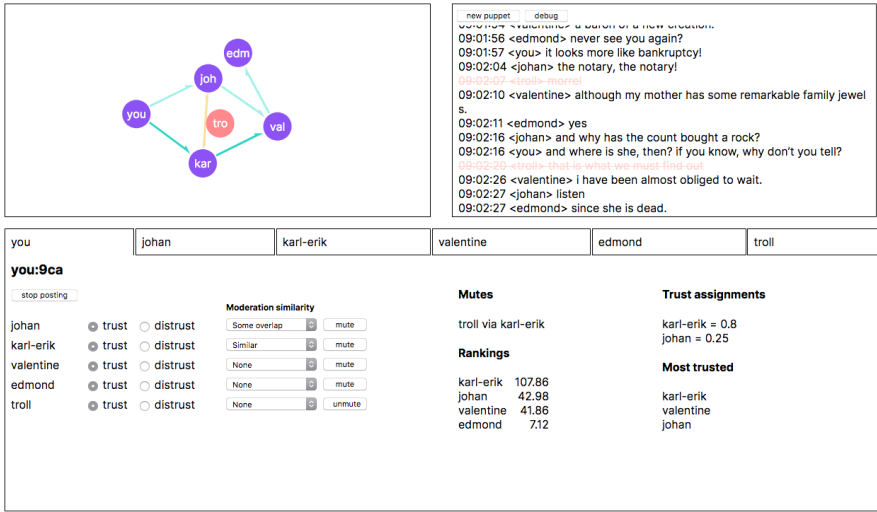 edm
joh
you
tro
val
kar
new puppet
debug
09:01:54 <valentine> a baron of a new creation.
09:01:56 <edmond> never see you again?
09:01:57 <you> it looks more like bankruptcy!
09:02:04 <johan> the notary, the notary!
09:02:07 <troll> morrel
09:02:10 <valentine> although my mother has some remarkable family jewel
s.
09:02:11 <edmond> yes
09:02:16 <johan> and why has the count bought a rock?
09:02:16 <you> and where is she, then? if you know, why don't you tell?
09:02:20 <troll> that is what we must find out
09:02:26 <valentine> i have been almost obliged to wait.
09:02:27 <johan> listen
09:02:27 <edmond> since she is dead.
you
johan
karl-erik
valentine
edmond
troll
you:9ca
stop posting
Moderation similarity
johan trust distrust Some overlap mute
karl-erik trust distrust Similar mute
valentine trust distrust None mute
edmond trust distrust None mute
troll trust distrust None unmute
Mutes
troll via karl-erik
Rankings
karl-erik 107.86
johan 42.98
valentine 41.86
edmond 7.12
Trust assignments
karl-erik = 0.8
johan = 0.25
Most trusted
karl-erik
valentine
johan